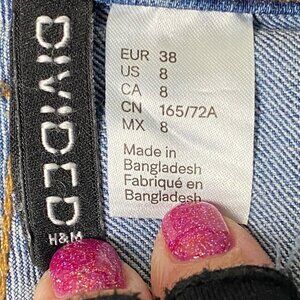 DIVIDED
H&M
EUR 38
US 8
CA 8
CN 165/72A
MX 8
Made in
Bangladesh
Fabriqué en
Bangladesh